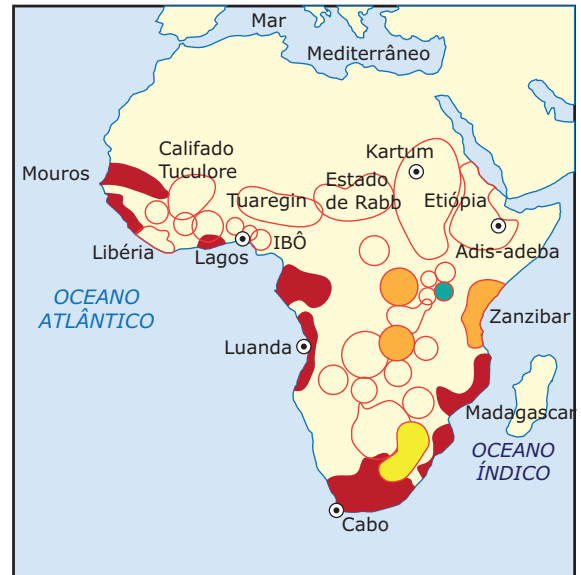 Mar
Mediterrâneo
Califado
Tuculore
Mouros
Kartum
Estado
de Rabb
Tuaregin
Etiópia
IBÔ
Adis-adeba
Libéria
Lagos
OCEANO
ATLÂNTICO
Zanzibar
Luanda
Madagascar
OCEANO
ÍNDICO
Cabo